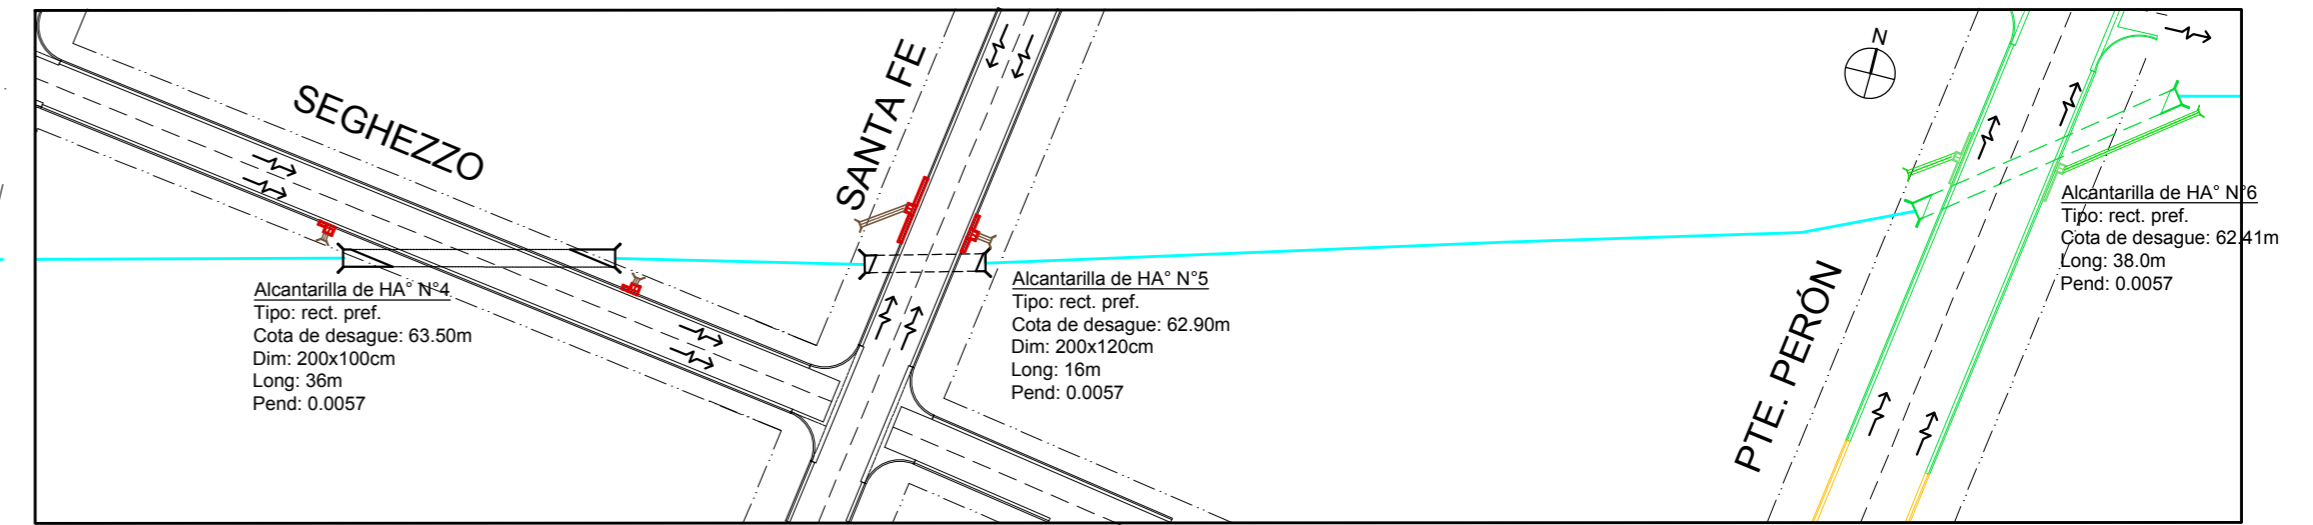 SEGHEZZO
SANTA FE
N
PTE. PERÓN
Alcantarilla de HA° N°4
Tipo: rect. pref.
Cota de desague: 63.50m
Dim: 200x100cm
Long: 36m
Pend: 0.0057
Alcantarilla de HA° N°5
Tipo: rect. pref.
Cota de desague: 62.90m
Dim: 200x120cm
Long: 16m
Pend: 0.0057
Alcantarilla de HA° N°6
Tipo: rect. pref.
Cota de desague: 62.41m
Long: 38.0m
Pend: 0.0057